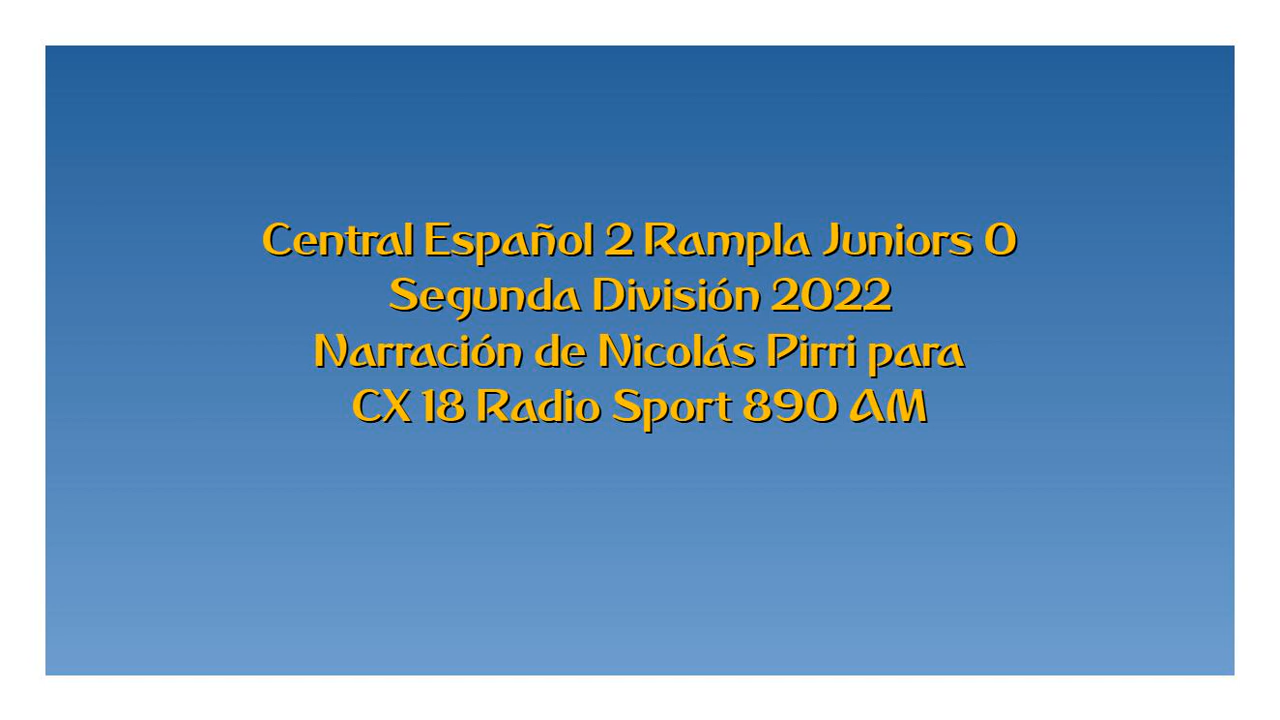 Central Español 2 Rampla Juniors 0
Segunda División 2022
Narración de Nicolás Pirri para
CX 18 Radio Sport 890 AM